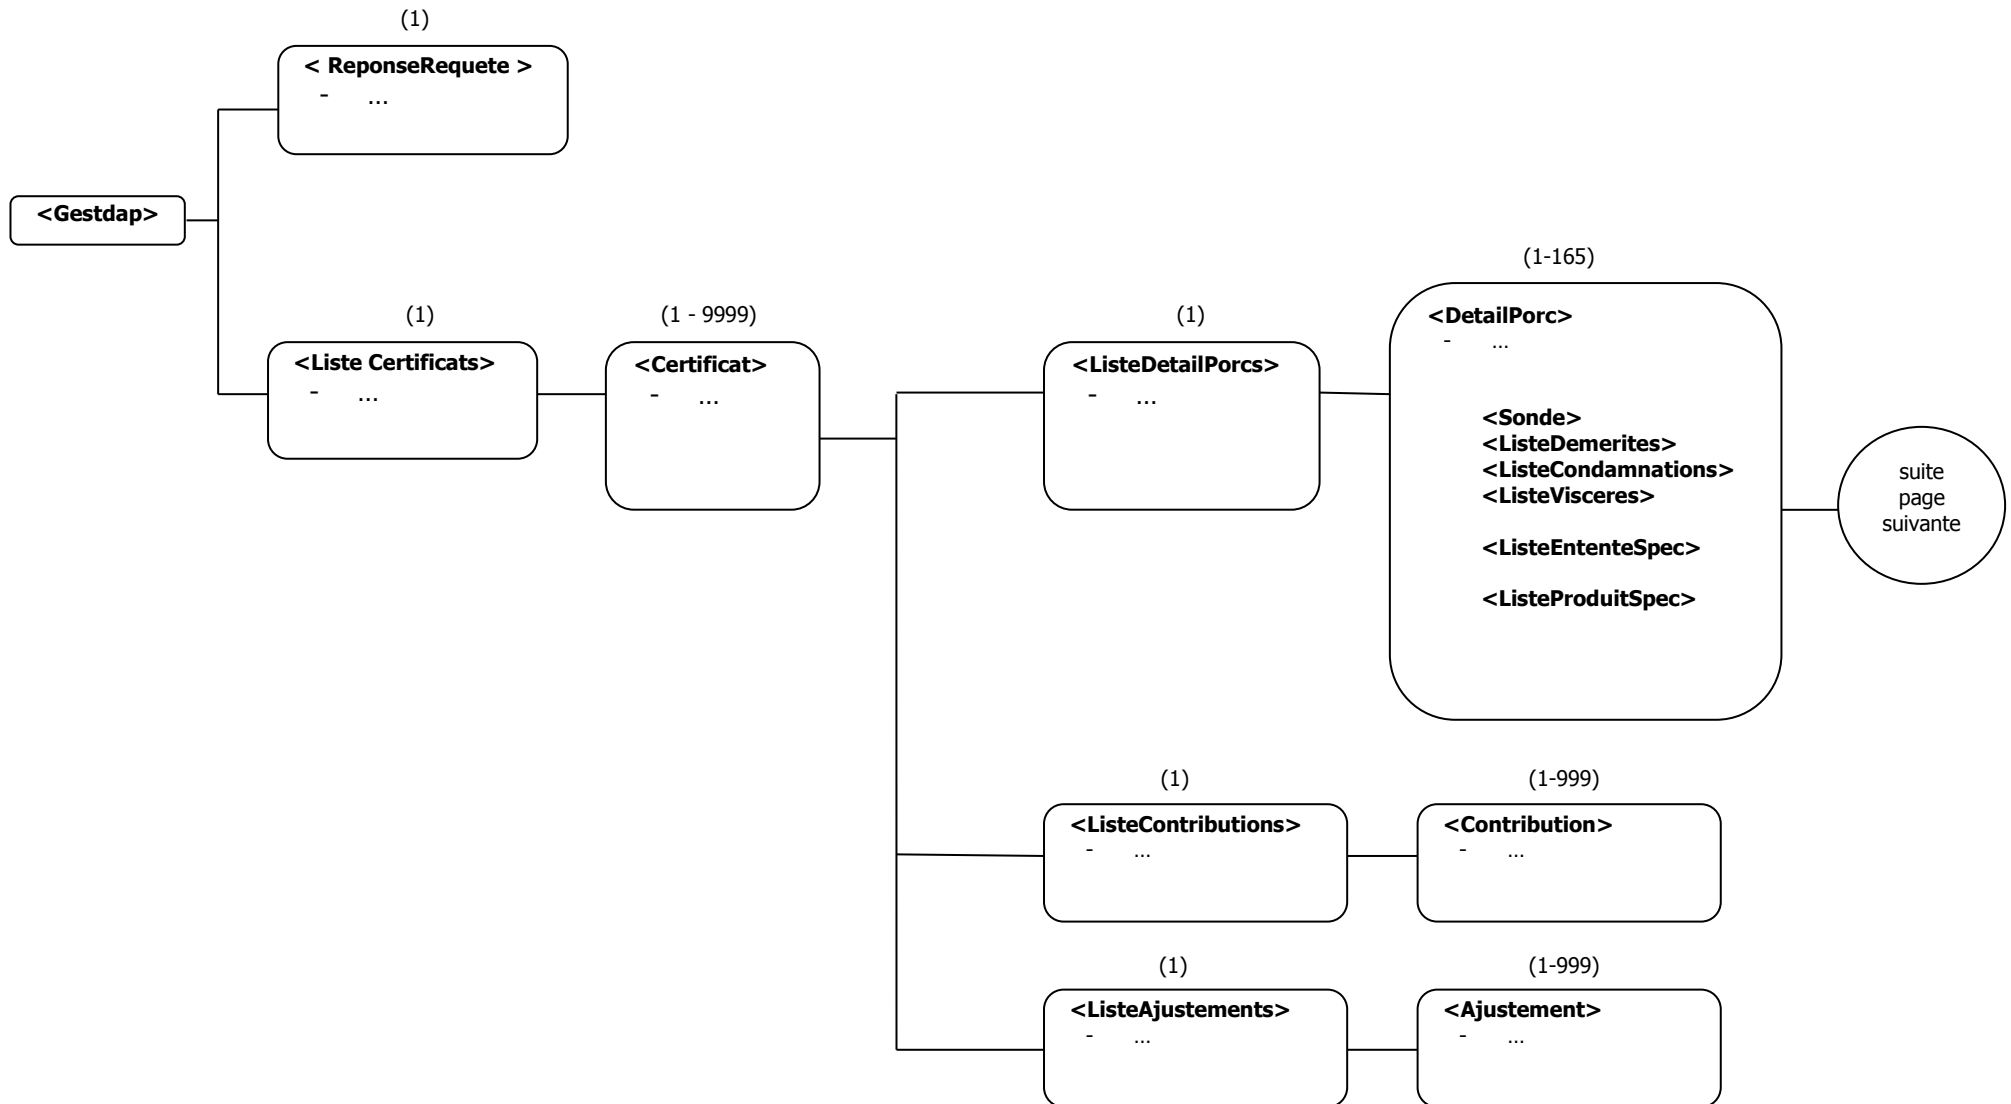 (1)
< ReponseRequete >
- ...
<Gestdap>
(1)
<Liste Certificats>
- ...
(1 - 9999)
<Certificat>
- ...
(1)
<ListeDetailPorcs>
- ...
(1-165)
<DetailPorc>
- ...
<Sonde>
<ListeDemerites>
<ListeCondamnations>
<ListeVisceres>
<ListeEntenteSpec>
<ListeProduitSpec>
suite
page
suivante
(1)
<ListeContributions>
- ...
(1-999)
<Contribution>
- ...
(1)
<ListeAjustements>
- ...
(1-999)
<Ajustement>
- ...